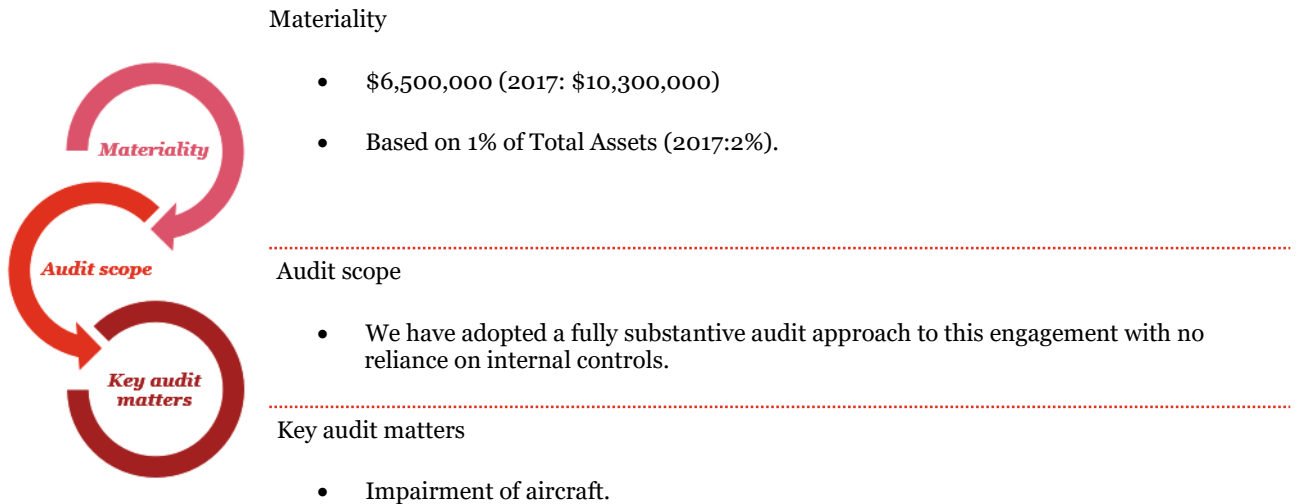 Materiality
• $6,500,000 (2017: $10,300,000)
• Based on 1% of Total Assets (2017:2%).
Materiality
Audit scope
Audit scope
• We have adopted a fully substantive audit approach to this engagement with no
reliance on internal controls.
Key audit
matters
Key audit matters
• Impairment of aircraft.